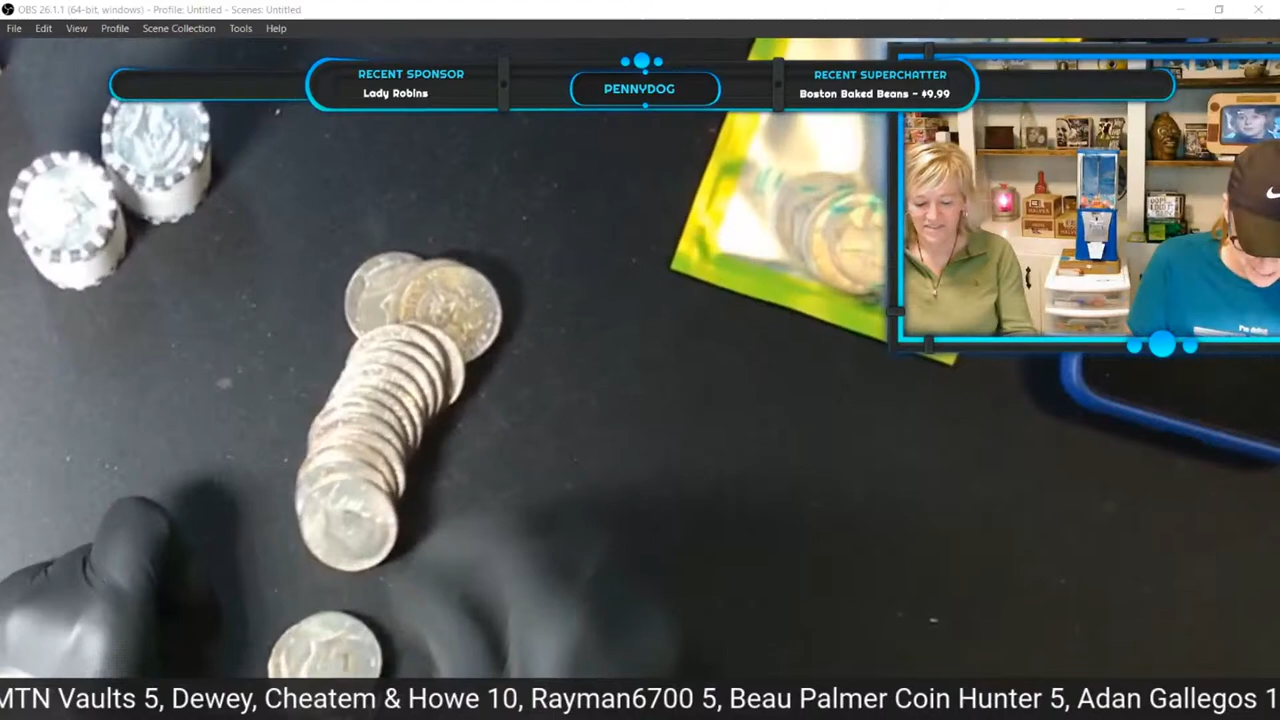 OBS 26.1.1 (64-bit, windows) - Profile: Untitled - Scenes: Untitled
File Edit View Profile Scene Collection Tools Help
RECENT SPONSOR
Lady Robins
PENNYDOG
RECENT SUPERCHATTER
Boston Baked Beans - $9.99
MTN Vaults 5, Dewey, Cheatem & Howe 10, Rayman6700 5, Beau Palmer Coin Hunter 5, Adan Gallegos 1